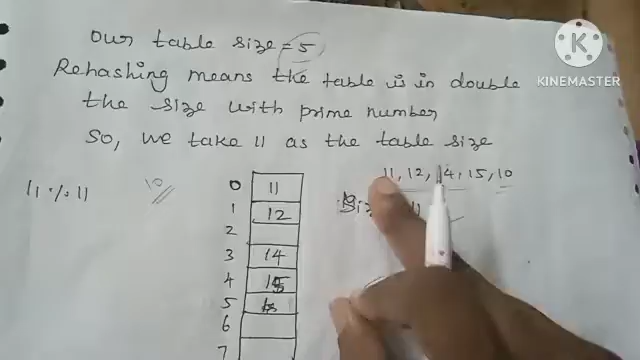 Our table size = 5
Rehashing means the table is in double
the size with prime number
So, we take 11 as the table size
11, 12, 14, 15, 10
11 % 11
10
0 11
1 12
2
3 14
4 15
5
6
7
KINEMASTER